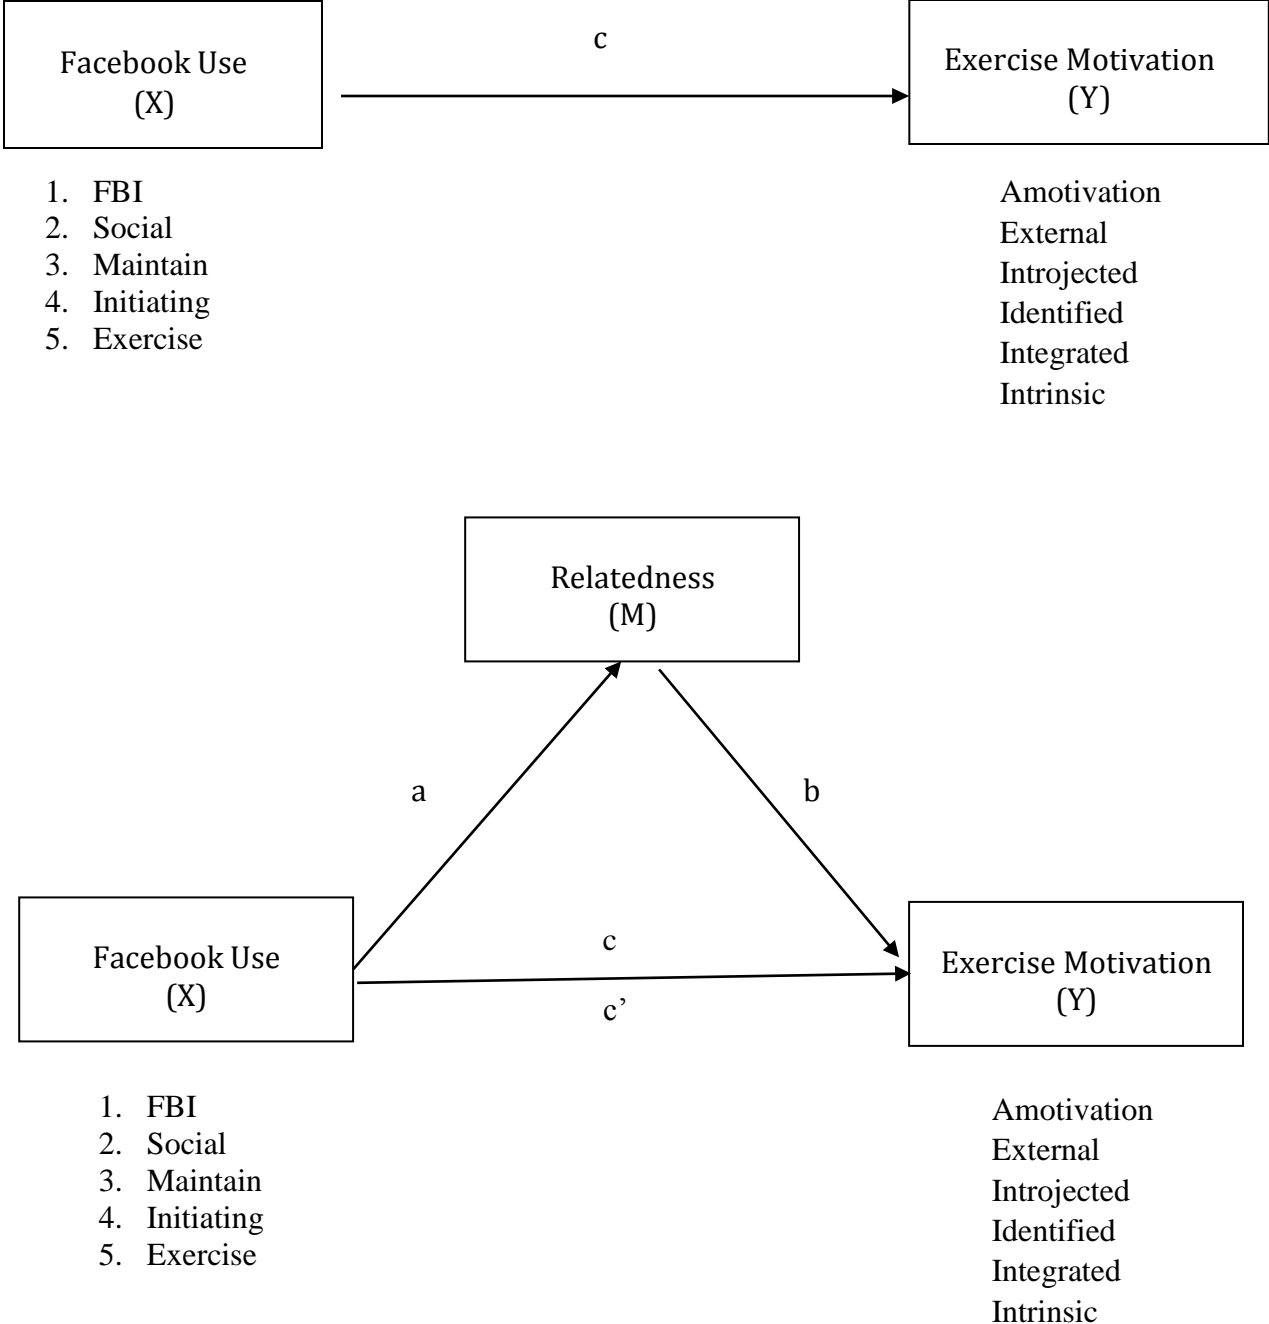 c
Facebook Use
(X)
Exercise Motivation
(Y)
1. FBI
2. Social
3. Maintain
4. Initiating
5. Exercise
Amotivation
External
Introjected
Identified
Integrated
Intrinsic
Relatedness
(M)
a
b
Facebook Use
(X)
c
c’
Exercise Motivation
(Y)
1. FBI
2. Social
3. Maintain
4. Initiating
5. Exercise
Amotivation
External
Introjected
Identified
Integrated
Intrinsic